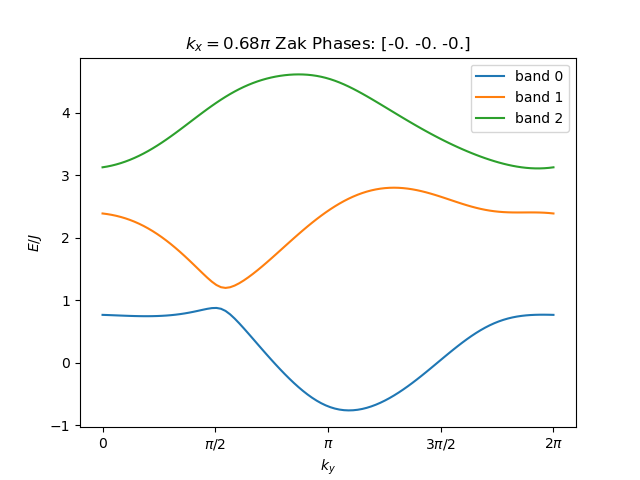 k_x = 0.68π Zak Phases: [-0. -0. -0.]
band 0
band 1
band 2
E/J
4
3
2
1
0
−1
0
π/2
π
3π/2
2π
k_y